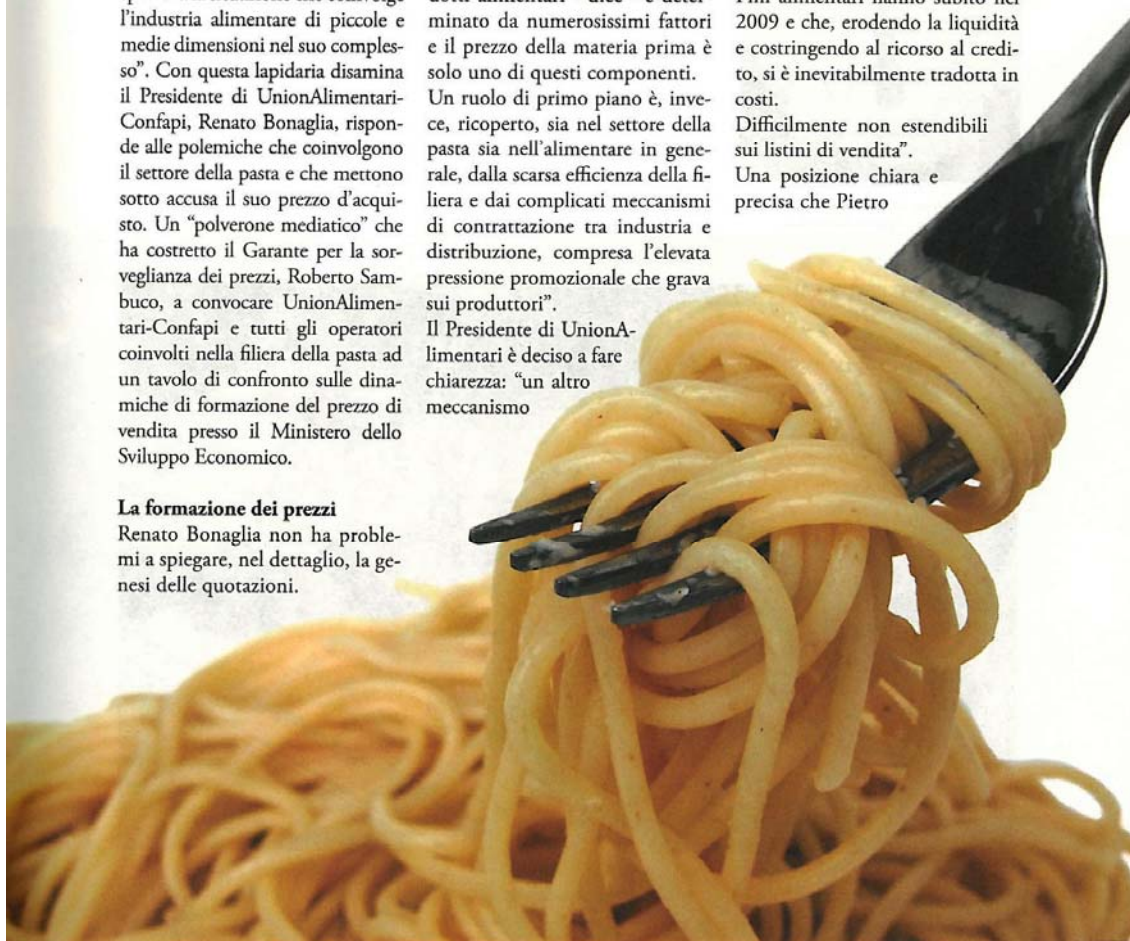 l'industria alimentare di piccole e
medie dimensioni nel suo comples-
so". Con questa lapidaria disamina
il Presidente di UnionAlimentari-
Confapi, Renato Bonaglia, rispon-
de alle polemiche che coinvolgono
il settore della pasta e che mettono
sotto accusa il suo prezzo d'acqui-
sto. Un "polverone mediatico" che
ha costretto il Garante per la sor-
veglianza dei prezzi, Roberto Sam-
buco, a convocare UnionAlimen-
tari-Confapi e tutti gli operatori
coinvolti nella filiera della pasta ad
un tavolo di confronto sulle dina-
miche di formazione del prezzo di
vendita presso il Ministero dello
Sviluppo Economico.
La formazione dei prezzi
Renato Bonaglia non ha proble-
mi a spiegare, nel dettaglio, la ge-
nesi delle quotazioni.
minato da numerosissimi fattori
e il prezzo della materia prima è
solo uno di questi componenti.
Un ruolo di primo piano è, inve-
ce, ricoperto, sia nel settore della
pasta sia nell'alimentare in gene-
rale, dalla scarsa efficienza della fi-
liera e dai complicati meccanismi
di contrattazione tra industria e
distribuzione, compresa l'elevata
pressione promozionale che grava
sui produttori".
Il Presidente di UnionA-
limentari è deciso a fare
chiarezza: "un altro
meccanismo
2009 e che, erodendo la liquidità
e costringendo al ricorso al credi-
to, si è inevitabilmente tradotta in
costi.
Difficilmente non estendibili
sui listini di vendita".
Una posizione chiara e
precisa che Pietro